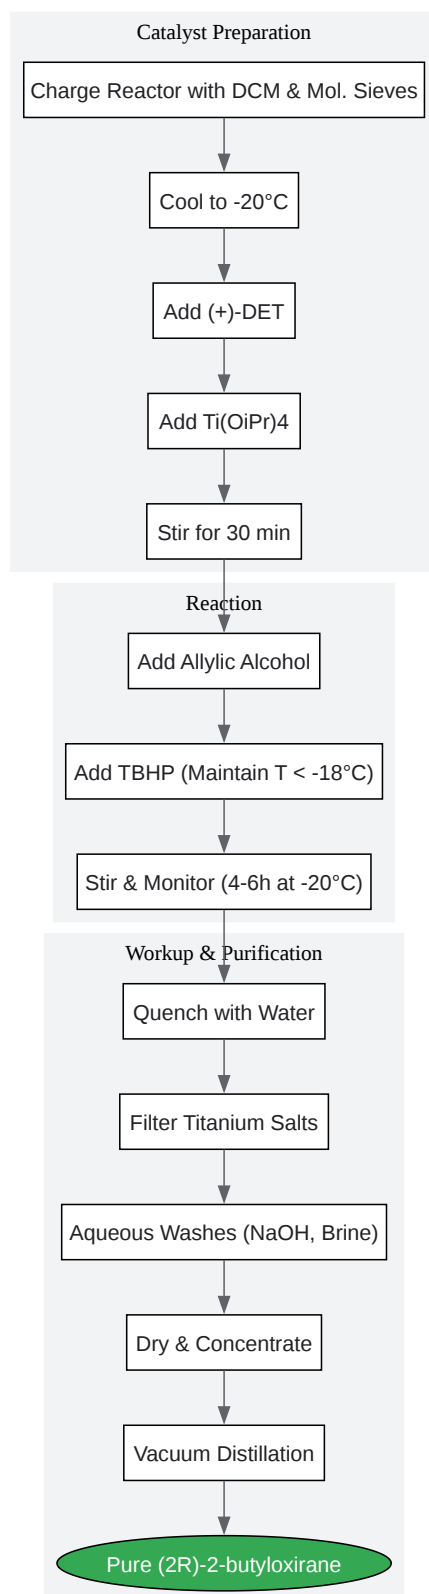 Catalyst Preparation
Charge Reactor with DCM & Mol. Sieves
Cool to -20°C
Add (+)-DET
Add Ti(OiPr)4
Stir for 30 min
Reaction
Add Allylic Alcohol
Add TBHP (Maintain T < -18°C)
Stir & Monitor (4-6h at -20°C)
Workup & Purification
Quench with Water
Filter Titanium Salts
Aqueous Washes (NaOH, Brine)
Dry & Concentrate
Vacuum Distillation
Pure (2R)-2-butyloxirane